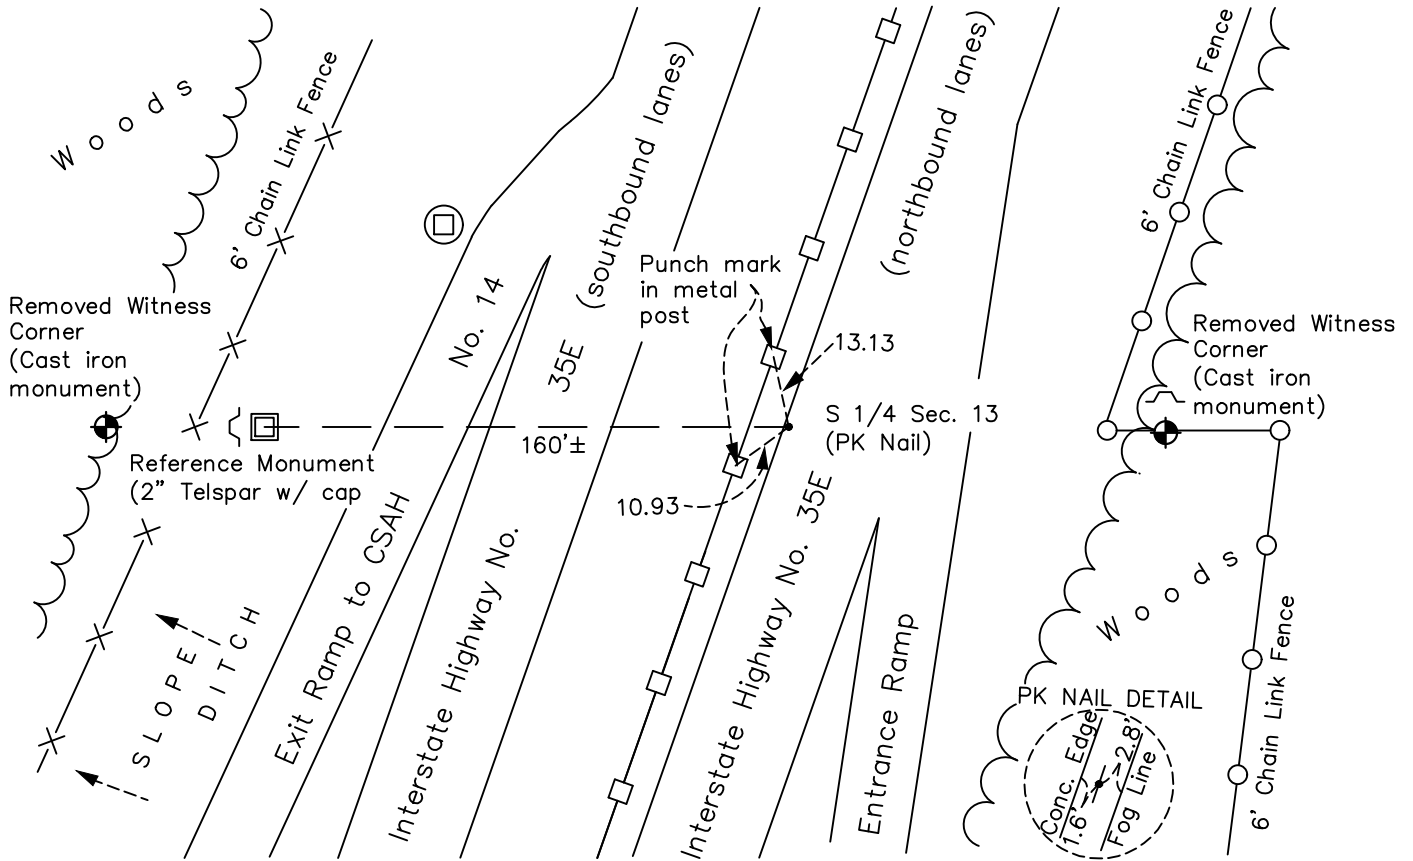 Woods
6' Chain Link Fence
Removed Witness
Corner
(Cast iron
monument)
Reference Monument
(2" Telspar w/ cap
SLOPE
DITCH
Exit Ramp to CSAH No. 14
Interstate Highway No. 35E (southbound lanes)
160'±
Punch mark
in metal
post
13.13
10.93
S 1/4 Sec. 13
(PK Nail)
Interstate Highway No. 35E (northbound lanes)
Entrance Ramp
6' Chain Link Fence
Removed Witness
Corner
(Cast iron
monument)
Woods
6' Chain Link Fence
PK NAIL DETAIL
Conc. Edge
1.6'
2.8'
Fog Line